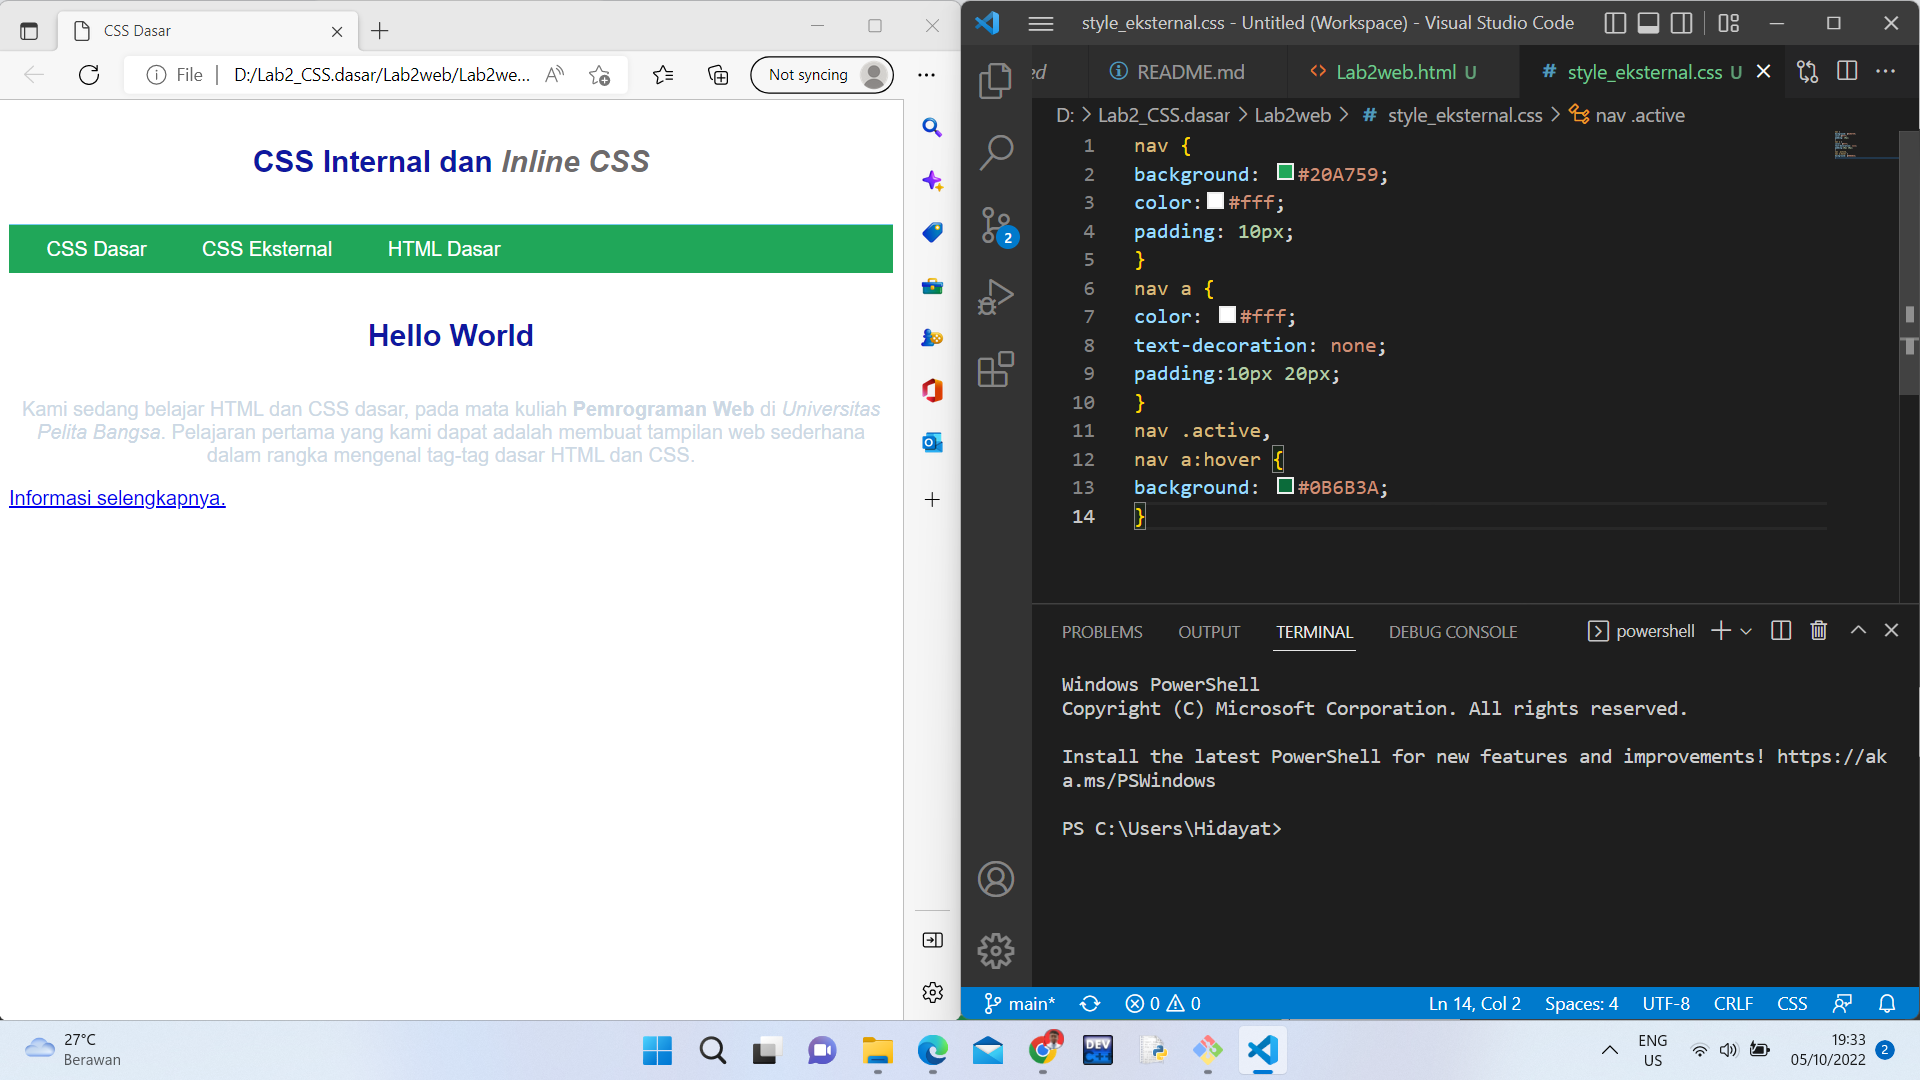 CSS Dasar
File
D:/Lab2_CSS.dasar/Lab2web/Lab2we...
Not syncing
CSS Internal dan Inline CSS
CSS Dasar
CSS Eksternal
HTML Dasar
Hello World
Kami sedang belajar HTML dan CSS dasar, pada mata kuliah Pemrograman Web di Universitas
Pelita Bangsa. Pelajaran pertama yang kami dapat adalah membuat tampilan web sederhana
dalam rangka mengenal tag-tag dasar HTML dan CSS.
Informasi selengkapnya.
style_eksternal.css - Untitled (Workspace) - Visual Studio Code
ed
README.md
Lab2web.html U
# style_eksternal.css U
D: > Lab2_CSS.dasar > Lab2web > # style_eksternal.css > nav .active
1 nav {
2 background: #20A759;
3 color: #fff;
4 padding: 10px;
5 }
6 nav a {
7 color: #fff;
8 text-decoration: none;
9 padding:10px 20px;
10 }
11 nav .active,
12 nav a:hover {
13 background: #0B6B3A;
14 }
2
PROBLEMS
OUTPUT
TERMINAL
DEBUG CONSOLE
powershell
Windows PowerShell
Copyright (C) Microsoft Corporation. All rights reserved.
Install the latest PowerShell for new features and improvements! https://ak
a.ms/PSWindows
PS C:\Users\Hidayat>
main*
0
0
Ln 14, Col 2
Spaces: 4
UTF-8
CRLF
CSS
27°C
Berawan
DEV
C++
ENG
US
19:33
05/10/2022
2